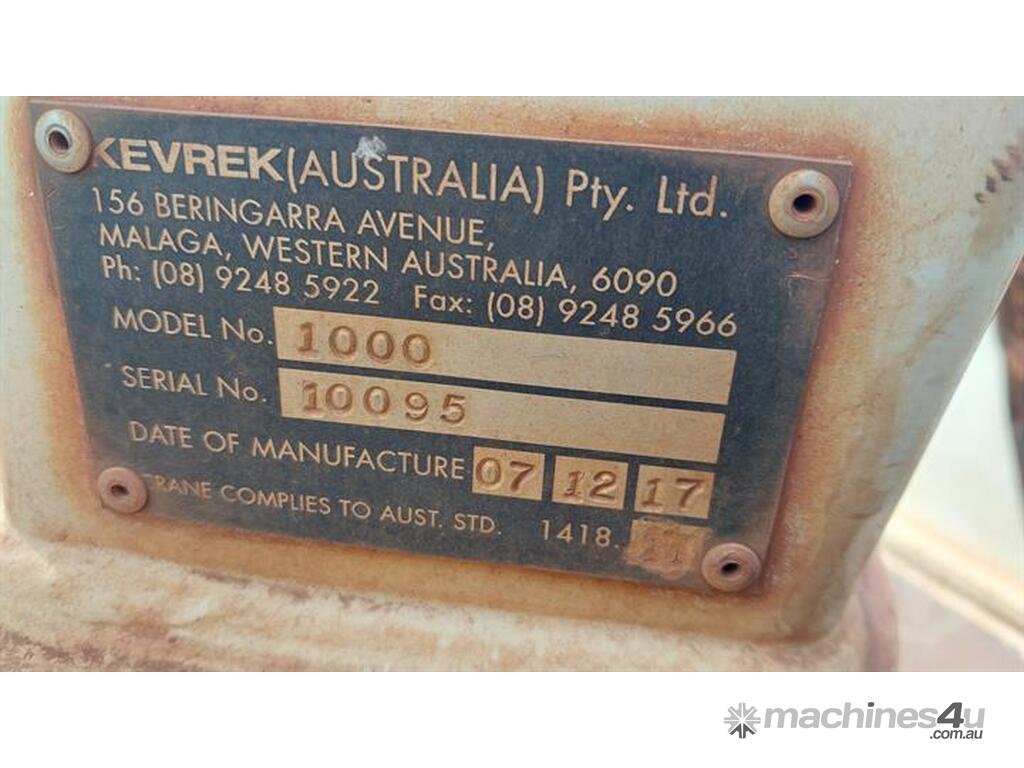 KEVREK (AUSTRALIA) Pty. Ltd.
156 BERINGARRA AVENUE,
MALAGA, WESTERN AUSTRALIA, 6090
Ph: (08) 9248 5922 Fax: (08) 9248 5966
MODEL No. 1000
SERIAL No. 10095
DATE OF MANUFACTURE 07 12 17
CRANE COMPLIES TO AUST. STD. 1418.
machines4u
.com.au